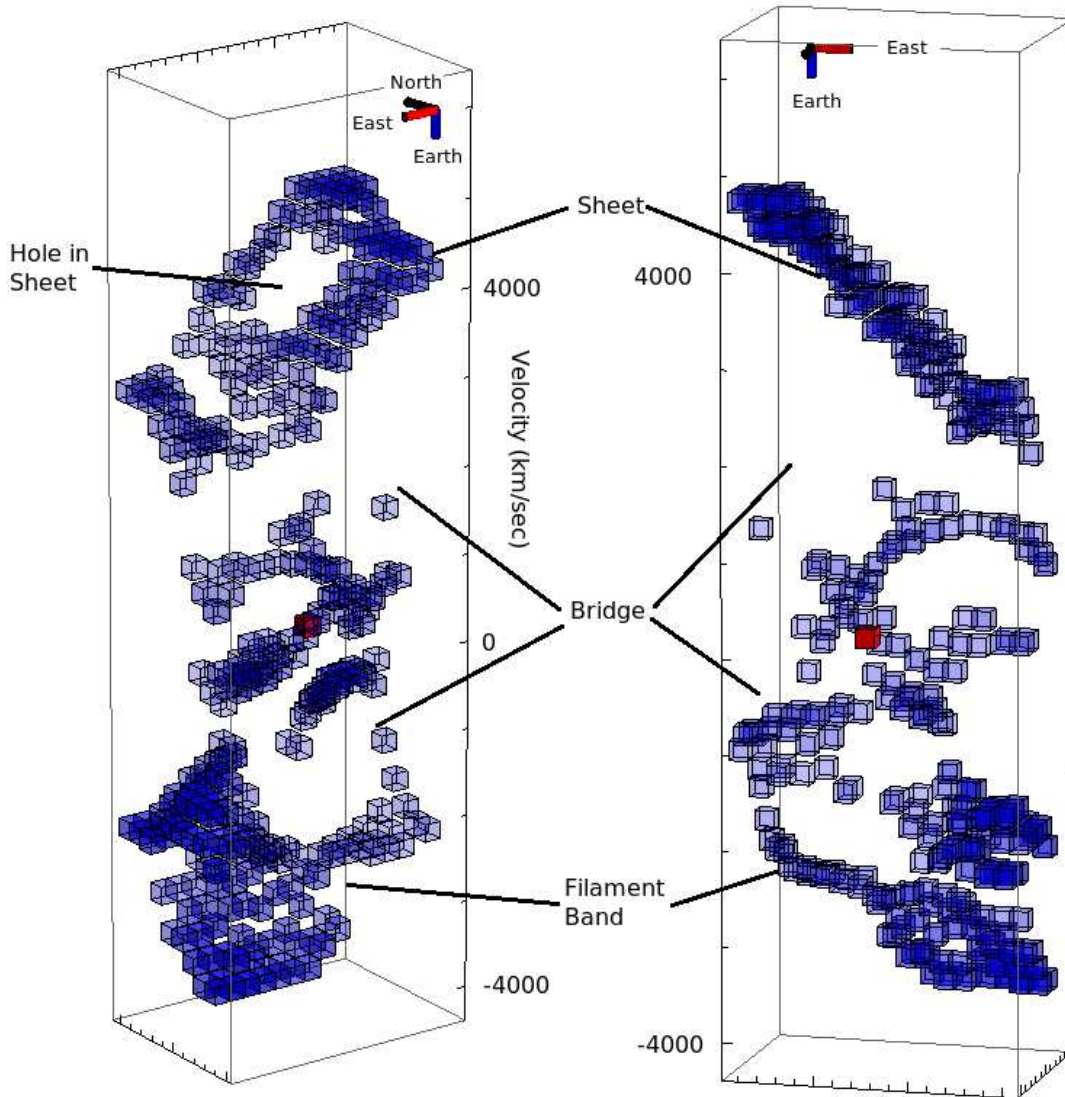 East
Earth
North
East
Earth
Sheet
Hole in
Sheet
4000
4000
Velocity (km/sec)
Bridge
0
Filament
Band
-4000
-4000